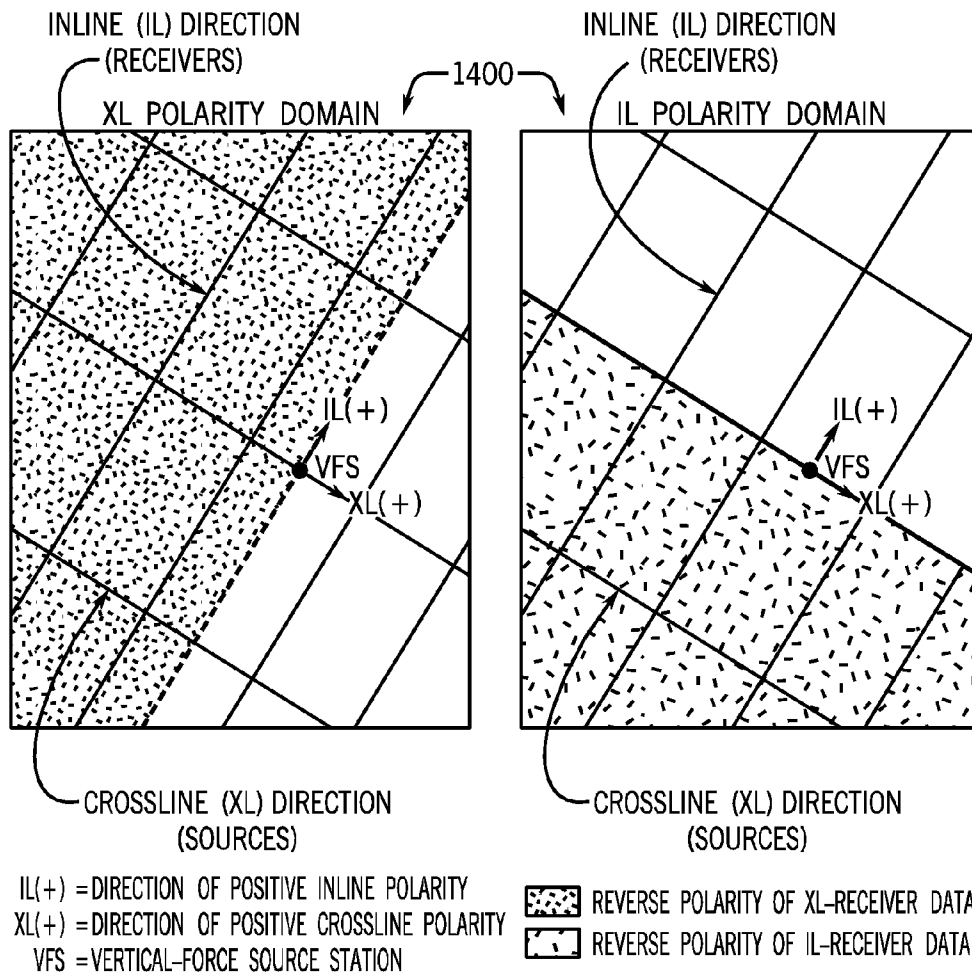 INLINE (IL) DIRECTION
(RECEIVERS)
INLINE (IL) DIRECTION
(RECEIVERS)
1400
XL POLARITY DOMAIN
IL POLARITY DOMAIN
IL(+)
VFS
XL(+)
IL(+)
VFS
XL(+)
CROSSLINE (XL) DIRECTION
(SOURCES)
CROSSLINE (XL) DIRECTION
(SOURCES)
IL(+) =DIRECTION OF POSITIVE INLINE POLARITY
XL(+) =DIRECTION OF POSITIVE CROSSLINE POLARITY
VFS =VERTICAL-FORCE SOURCE STATION
REVERSE POLARITY OF XL-RECEIVER DATA
REVERSE POLARITY OF IL-RECEIVER DATA